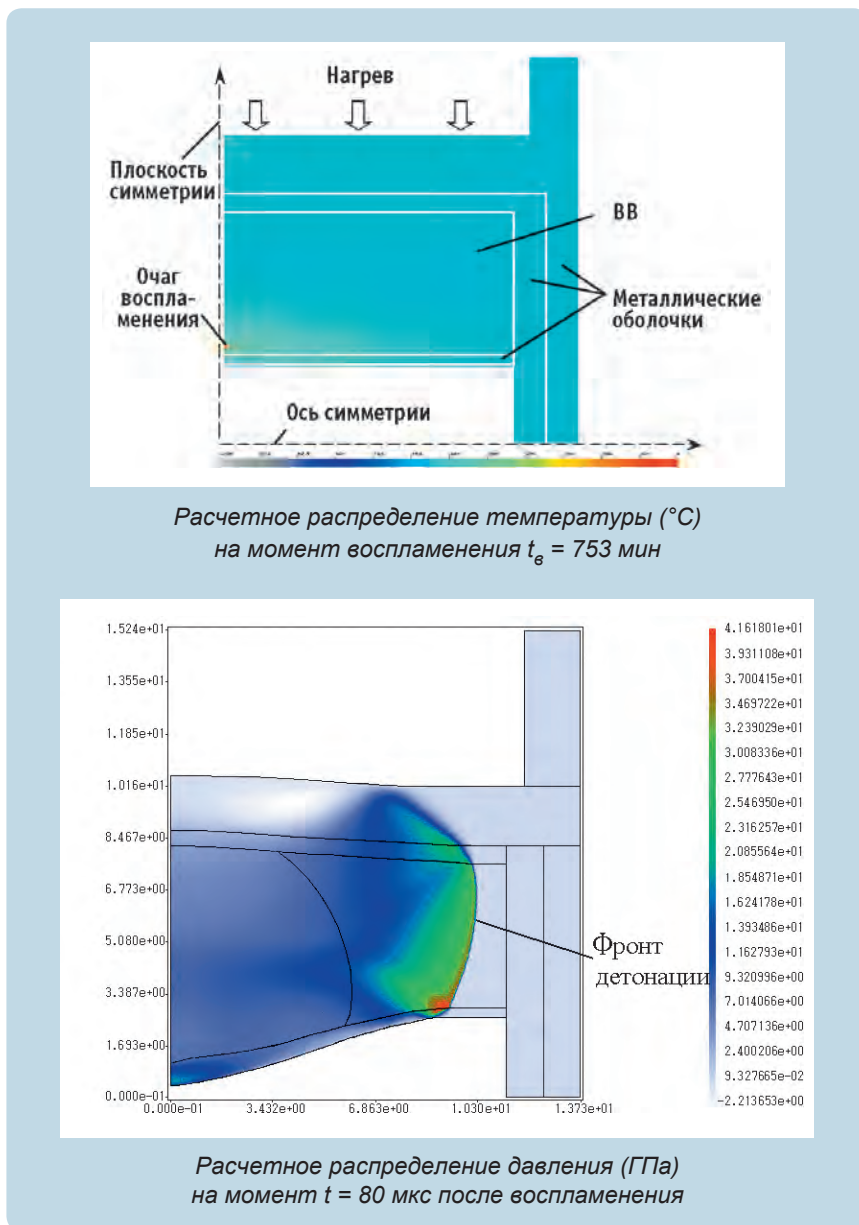 Нагрев
Плоскость
симметрии
ВВ
Очаг
воспла-
менения
Металлические
оболочки
Ось симметрии
Расчетное распределение температуры (°С)
на момент воспламенения tв = 753 мин
1.524e+01
1.355e+01
1.185e+01
1.016e+01
8.467e+00
6.773e+00
5.080e+00
3.387e+00
1.693e+00
0.000e-01
0.000e-01 3.432e+00 6.863e+00 1.030e+01 1.373e+01
Фронт
детонации
4.161801e+01
3.931108e+01
3.700415e+01
3.469722e+01
3.239029e+01
3.008336e+01
2.777643e+01
2.546950e+01
2.316257e+01
2.085564e+01
1.854871e+01
1.624178e+01
1.393486e+01
1.162793e+01
9.320996e+00
7.014066e+00
4.707136e+00
2.400206e+00
9.327665e-02
-2.213653e+00
Расчетное распределение давления (ГПа)
на момент t = 80 мкс после воспламенения